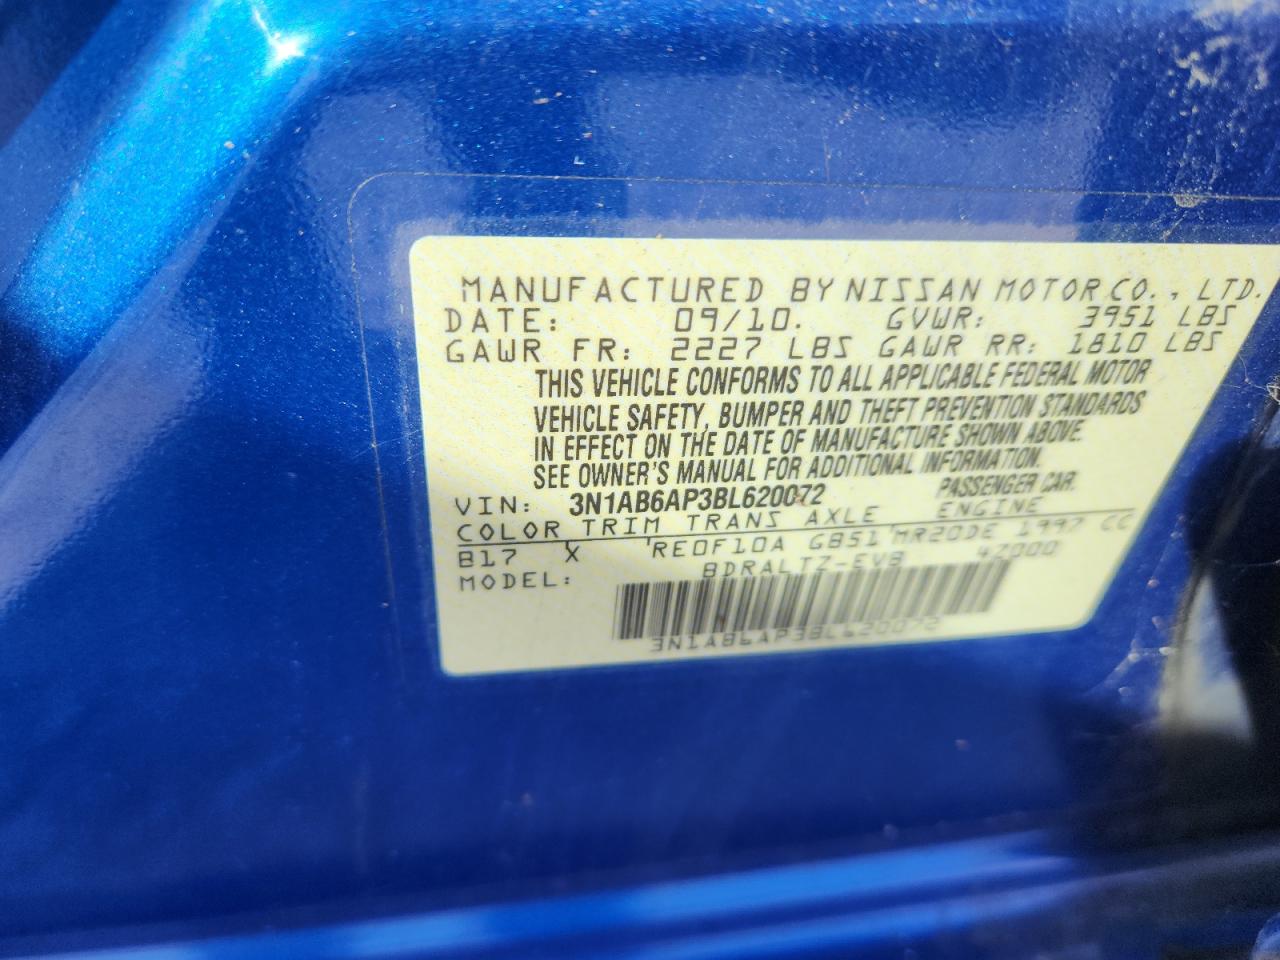 MANUFACTURED BY NISSAN MOTOR CO., LTD.
DATE: 09/10. GVWR: 3951 LBS
GAWR FR: 2227 LBS GAWR RR: 1810 LBS
THIS VEHICLE CONFORMS TO ALL APPLICABLE FEDERAL MOTOR
VEHICLE SAFETY, BUMPER AND THEFT PREVENTION STANDARDS
IN EFFECT ON THE DATE OF MANUFACTURE SHOWN ABOVE.
SEE OWNER'S MANUAL FOR ADDITIONAL INFORMATION.
VIN: 3N1AB6AP3BL620072 PASSENGER CAR.
COLOR TRIM TRANS AXLE ENGINE
B17 X RE0F10A GB51 MR20DE 1997 CC
MODEL: BDRALTZ-EVB 47000
3N1AB6AP3BL620072